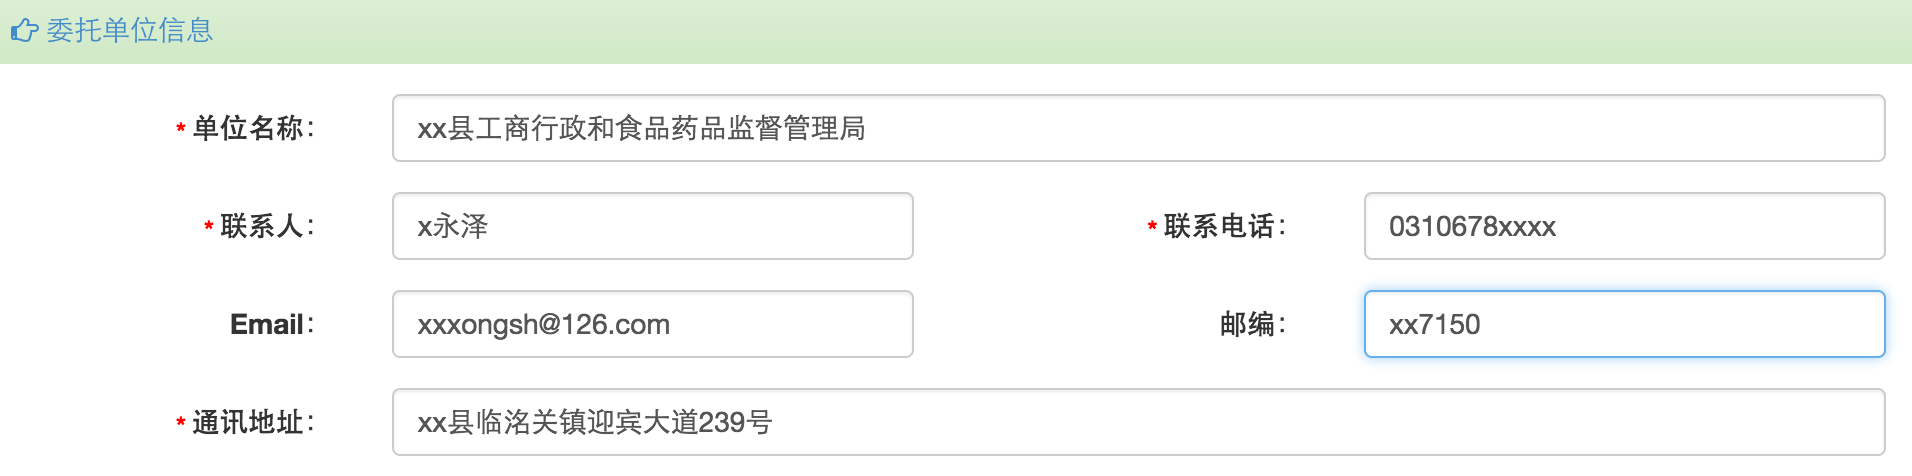 委托单位信息
* 单位名称： xx县工商行政和食品药品监督管理局
* 联系人： x永泽 * 联系电话： 0310678xxxx
Email： xxxongsh@126.com 邮编： xx7150
* 通讯地址： xx县临洺关镇迎宾大道239号